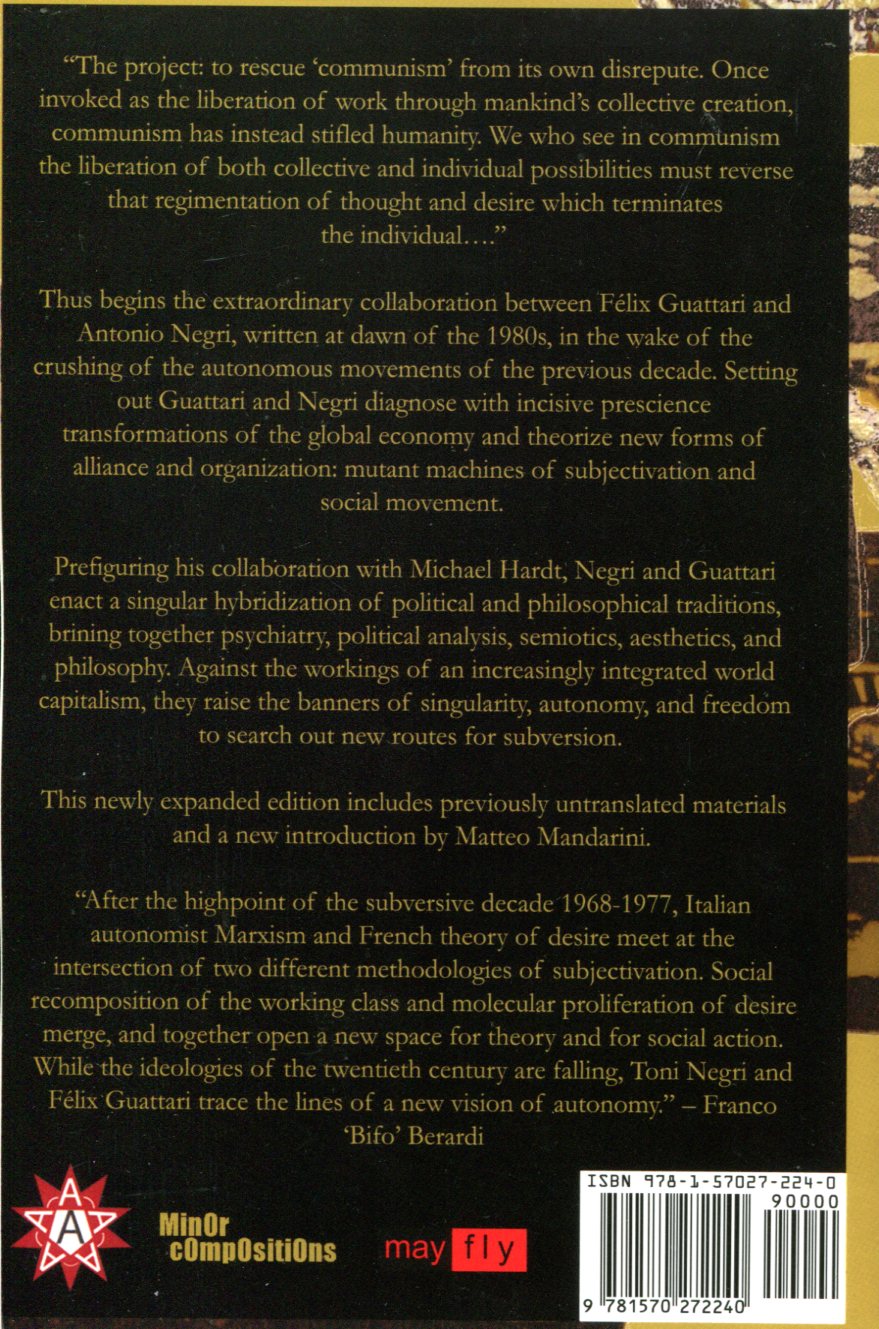 “The project: to rescue ‘communism’ from its own disrepute. Once
invoked as the liberation of work through mankind’s collective creation,
communism has instead stifled humanity. We who see in communism
the liberation of both collective and individual possibilities must reverse
that regimentation of thought and desire which terminates
the individual….”
Thus begins the extraordinary collaboration between Félix Guattari and
Antonio Negri, written at dawn of the 1980s, in the wake of the
crushing of the autonomous movements of the previous decade. Setting
out Guattari and Negri diagnose with incisive prescience
transformations of the global economy and theorize new forms of
alliance and organization: mutant machines of subjectivation and
social movement.
Prefiguring his collaboration with Michael Hardt, Negri and Guattari
enact a singular hybridization of political and philosophical traditions,
brining together psychiatry, political analysis, semiotics, aesthetics, and
philosophy. Against the workings of an increasingly integrated world
capitalism, they raise the banners of singularity, autonomy, and freedom
to search out new routes for subversion.
This newly expanded edition includes previously untranslated materials
and a new introduction by Matteo Mandarini.
“After the highpoint of the subversive decade 1968-1977, Italian
autonomist Marxism and French theory of desire meet at the
intersection of two different methodologies of subjectivation. Social
recomposition of the working class and molecular proliferation of desire
merge, and together open a new space for theory and for social action.
While the ideologies of the twentieth century are falling, Toni Negri and
Félix Guattari trace the lines of a new vision of autonomy.” – Franco
‘Bifo’ Berardi
A
A A A
A A
MinOr
cOmpOsitiOns
may fly
ISBN 978-1-57027-224-0
90000
9 781570 272240